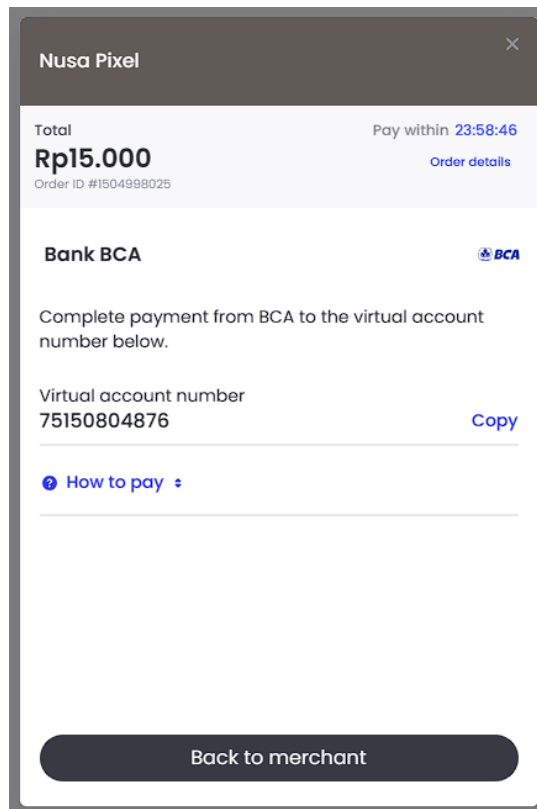 Nusa Pixel
Total
Pay within 23:58:46
Rp15.000
Order details
Order ID #1504998025
Bank BCA
BCA
Complete payment from BCA to the virtual account
number below.
Virtual account number
75150804876
Copy
How to pay
Back to merchant